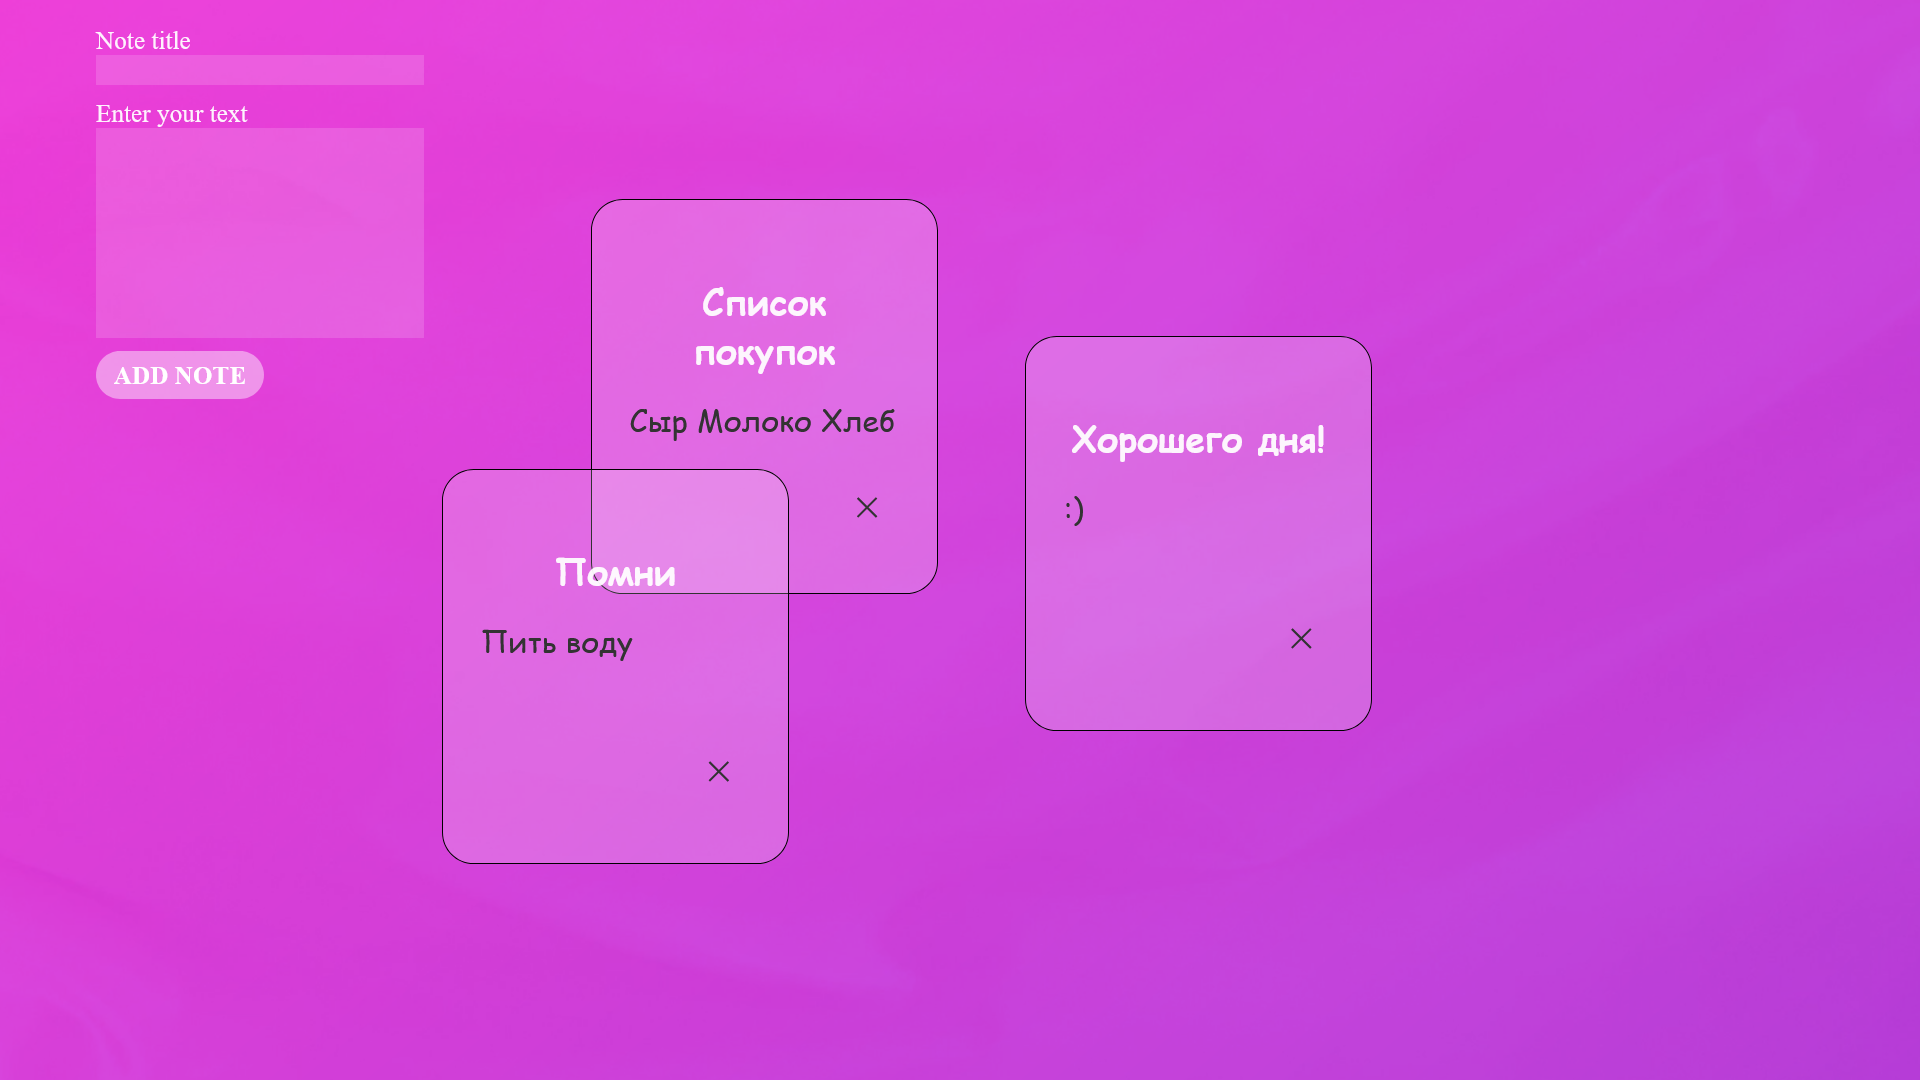 Note title
Enter your text
ADD NOTE
Список
покупок
Сыр Молоко Хлеб
Помни
Пить воду
Хорошего дня!
:)